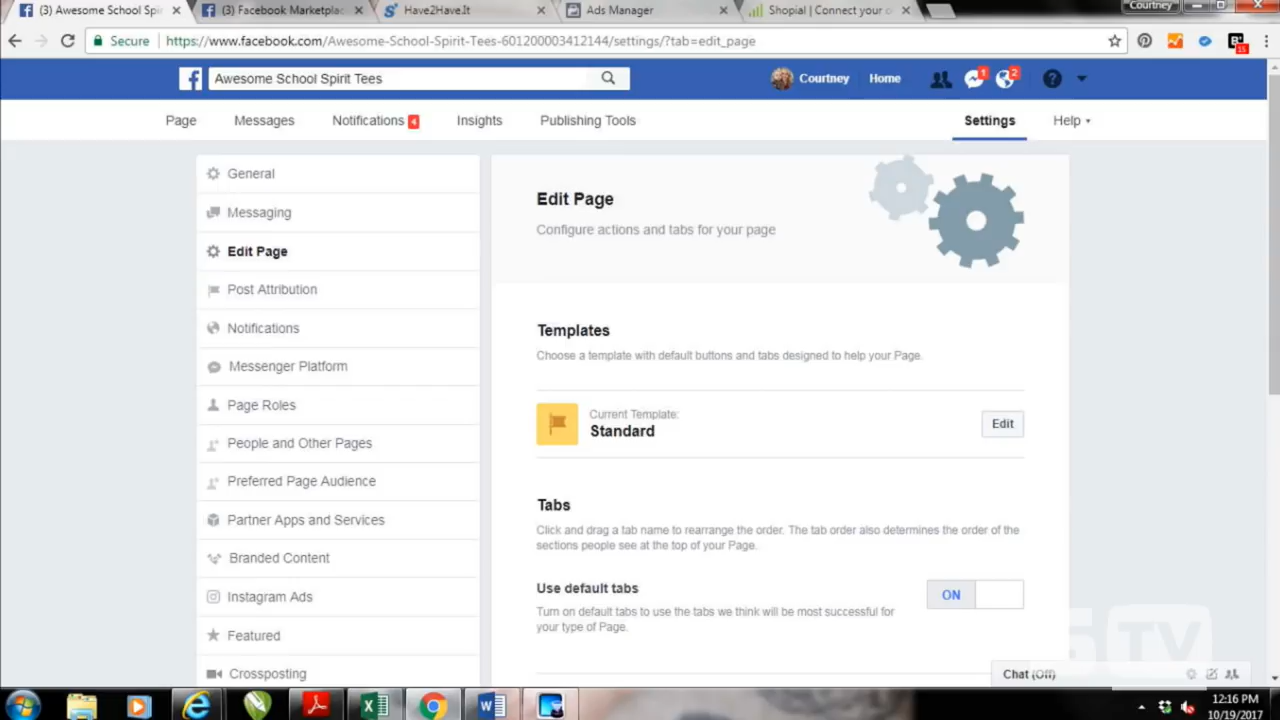 (3) Awesome School Spi
(3) Facebook Marketplac
Have2Have.It
Ads Manager
Shopial | Connect your o
Courtney
Secure
https://www.facebook.com/Awesome-School-Spirit-Tees-601200003412144/settings/?tab=edit_page
15
Awesome School Spirit Tees
Courtney
Home
1
2
Page
Messages
Notifications 4
Insights
Publishing Tools
Settings
Help
General
Messaging
Edit Page
Post Attribution
Notifications
Messenger Platform
Page Roles
People and Other Pages
Preferred Page Audience
Partner Apps and Services
Branded Content
Instagram Ads
Featured
Crossposting
Edit Page
Configure actions and tabs for your page
Templates
Choose a template with default buttons and tabs designed to help your Page.
Current Template:
Standard
Edit
Tabs
Click and drag a tab name to rearrange the order. The tab order also determines the order of the
sections people see at the top of your Page.
Use default tabs
ON
Turn on default tabs to use the tabs we think will be most successful for
your type of Page.
TV
Chat (Off)
12:16 PM
10/19/2017